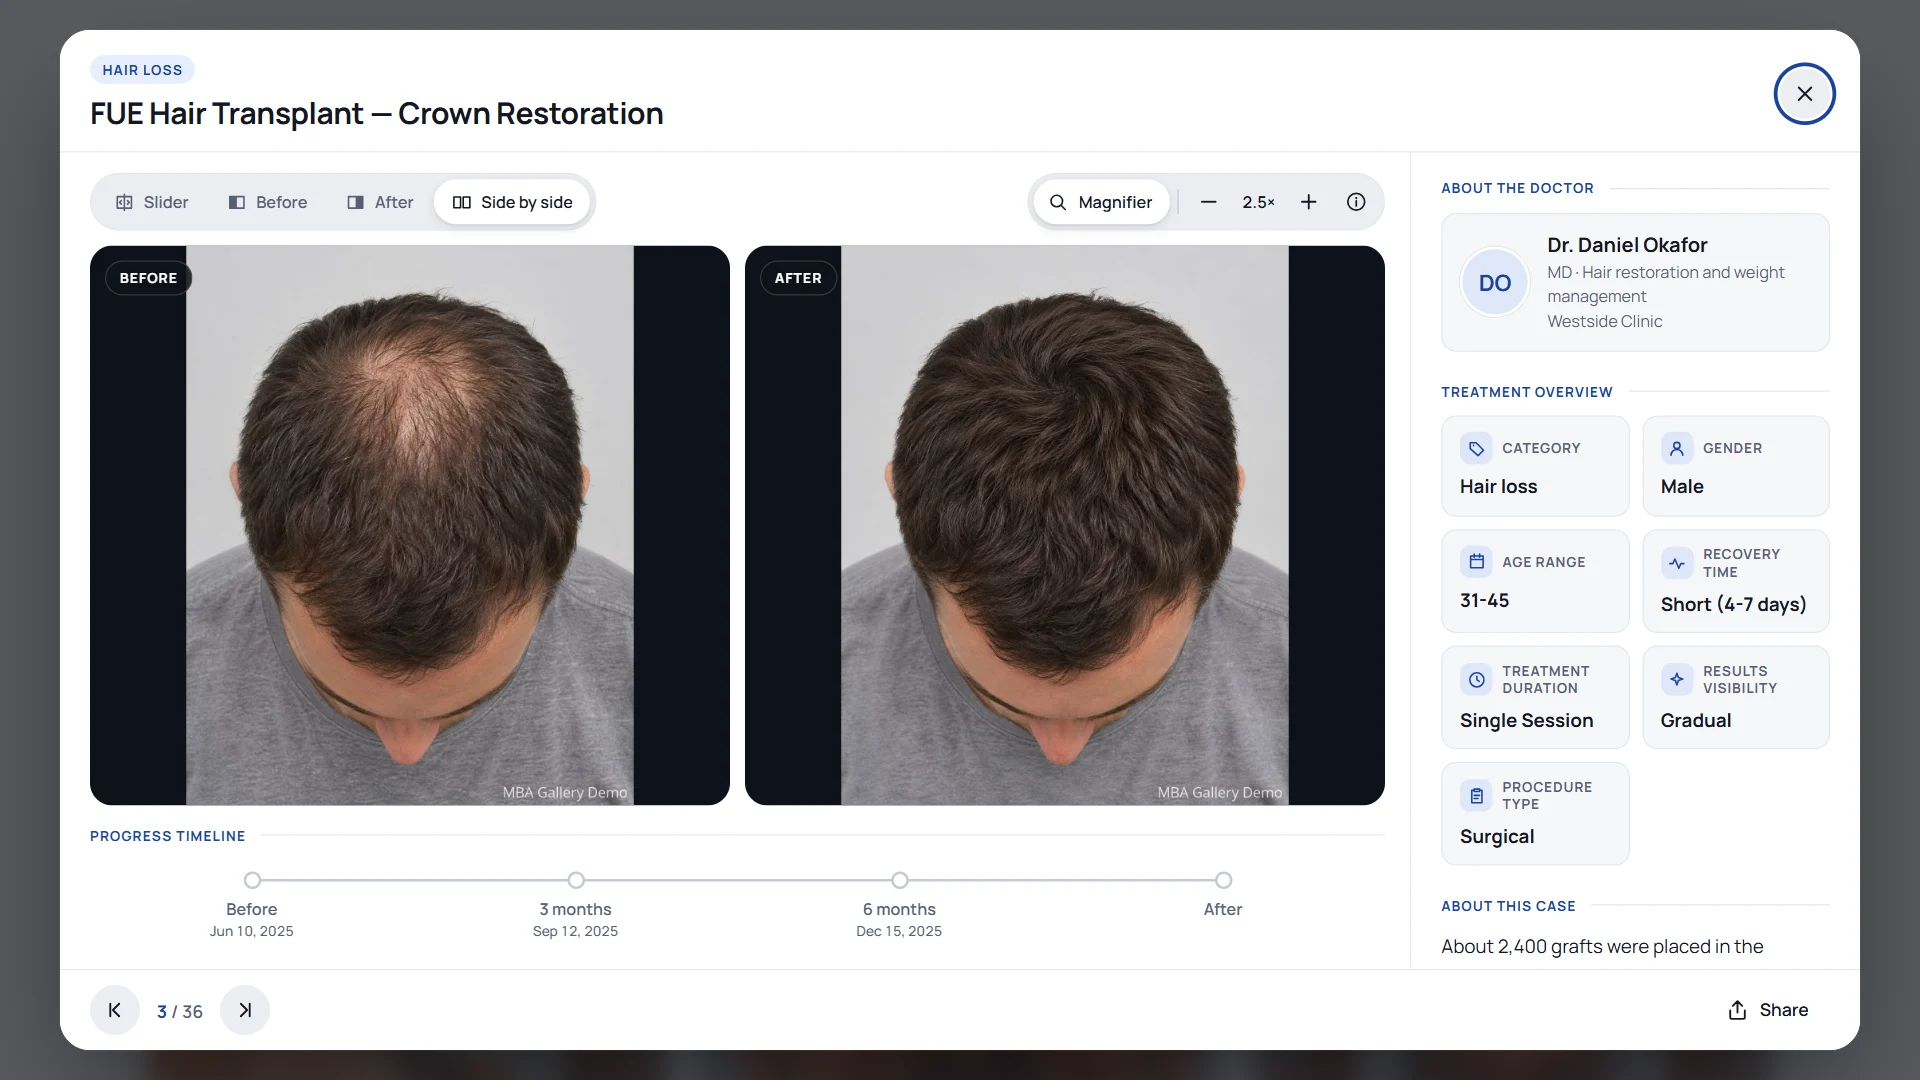 HAIR LOSS
FUE Hair Transplant — Crown Restoration
Slider
Before
After
Side by side
Magnifier
2.5×
BEFORE
MBA Gallery Demo
AFTER
MBA Gallery Demo
PROGRESS TIMELINE
Before
Jun 10, 2025
3 months
Sep 12, 2025
6 months
Dec 15, 2025
After
ABOUT THE DOCTOR
DO
Dr. Daniel Okafor
MD · Hair restoration and weight
management
Westside Clinic
TREATMENT OVERVIEW
CATEGORY
Hair loss
GENDER
Male
AGE RANGE
31-45
RECOVERY
TIME
Short (4-7 days)
TREATMENT
DURATION
Single Session
RESULTS
VISIBILITY
Gradual
PROCEDURE
TYPE
Surgical
ABOUT THIS CASE
About 2,400 grafts were placed in the
3 / 36
Share